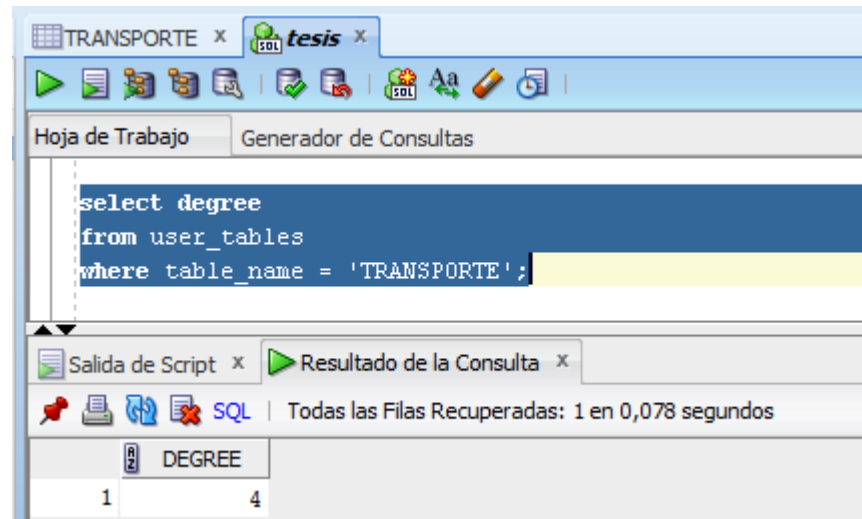 TRANSPORTE x tesis x
Hoja de Trabajo Generador de Consultas
select degree
from user_tables
where table_name = 'TRANSPORTE';
Salida de Script x Resultado de la Consulta x
SQL | Todas las Filas Recuperadas: 1 en 0,078 segundos
DEGREE
1 4